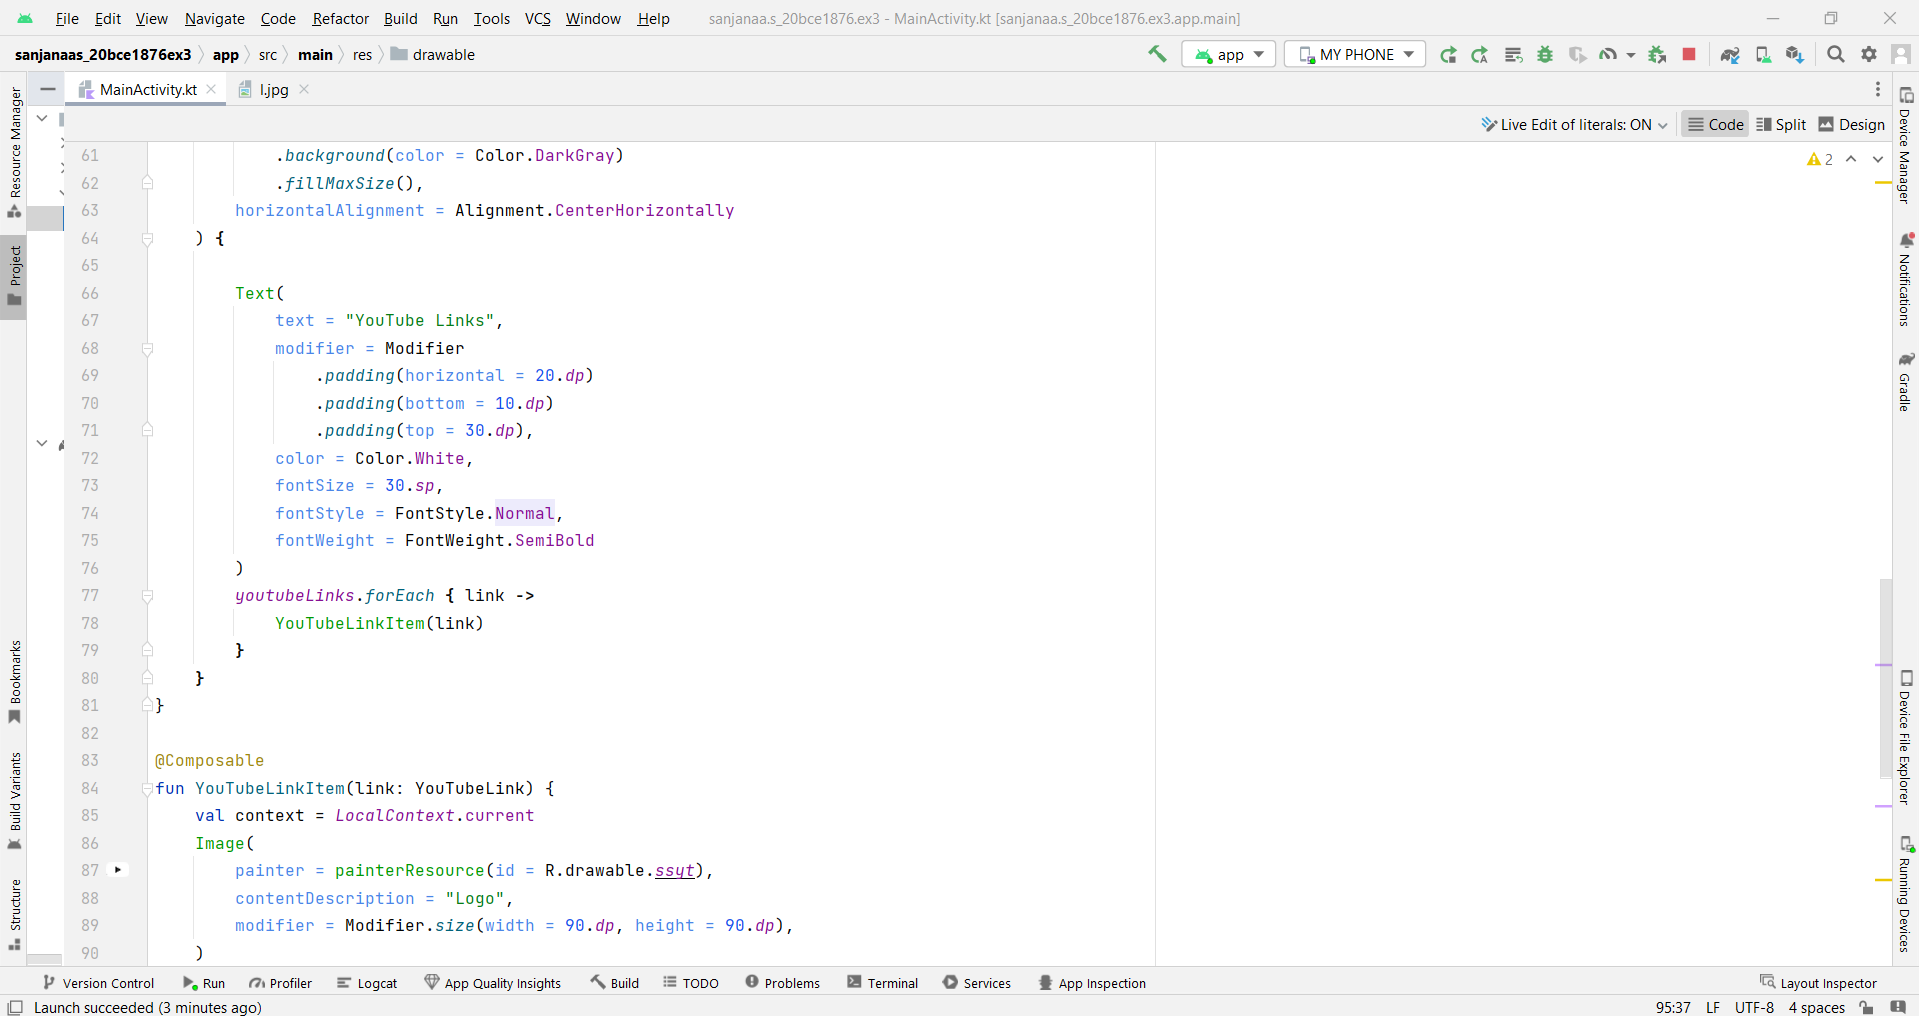 File Edit View Navigate Code Refactor Build Run Tools VCS Window Help sanjanaa.s_20bce1876.ex3 - MainActivity.kt [sanjanaa.s_20bce1876.ex3.app.main]
sanjanaas_20bce1876ex3 app src main res drawable app MY PHONE
MainActivity.kt l.jpg
Live Edit of literals: ON Code Split Design
2
Resource Manager
Project
Bookmarks
Build Variants
Structure
61 .background(color = Color.DarkGray)
62 .fillMaxSize(),
63 horizontalAlignment = Alignment.CenterHorizontally
64 ) {
65
66 Text(
67 text = "YouTube Links",
68 modifier = Modifier
69 .padding(horizontal = 20.dp)
70 .padding(bottom = 10.dp)
71 .padding(top = 30.dp),
72 color = Color.White,
73 fontSize = 30.sp,
74 fontStyle = FontStyle.Normal,
75 fontWeight = FontWeight.SemiBold
76 )
77 youtubeLinks.forEach { link ->
78 YouTubeLinkItem(link)
79 }
80 }
81 }
82
83 @Composable
84 fun YouTubeLinkItem(link: YouTubeLink) {
85 val context = LocalContext.current
86 Image(
87 painter = painterResource(id = R.drawable.ssyt),
88 contentDescription = "Logo",
89 modifier = Modifier.size(width = 90.dp, height = 90.dp),
90 )
Device Manager
Notifications
Gradle
Device File Explorer
Running Devices
Version Control Run Profiler Logcat App Quality Insights Build TODO Problems Terminal Services App Inspection Layout Inspector
Launch succeeded (3 minutes ago) 95:37 LF UTF-8 4 spaces